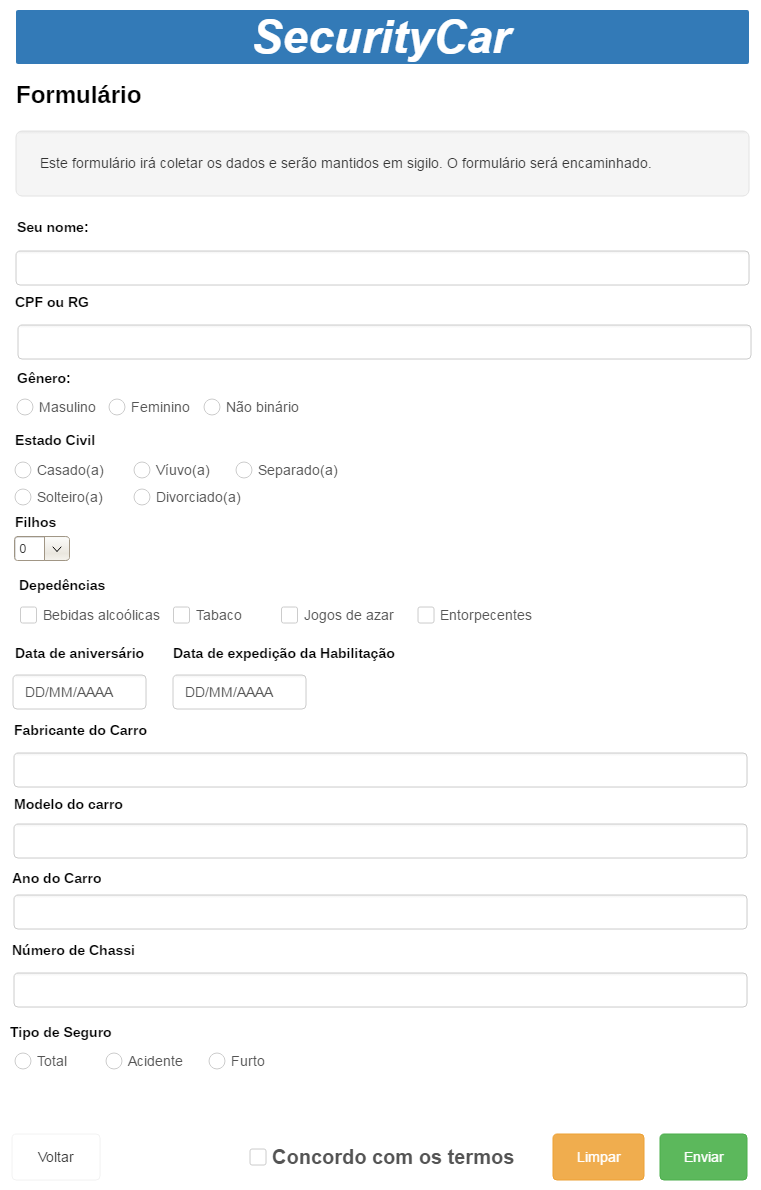 SecurityCar
Formulário
Este formulário irá coletar os dados e serão mantidos em sigilo. O formulário será encaminhado.
Seu nome:
CPF ou RG
Gênero:
Masulino Feminino Não binário
Estado Civil
Casado(a) Víuvo(a) Separado(a)
Solteiro(a) Divorciado(a)
Filhos
0
Depedências
Bebidas alcoólicas Tabaco Jogos de azar Entorpecentes
Data de aniversário Data de expedição da Habilitação
DD/MM/AAAA DD/MM/AAAA
Fabricante do Carro
Modelo do carro
Ano do Carro
Número de Chassi
Tipo de Seguro
Total Acidente Furto
Voltar Concordo com os termos Limpar Enviar